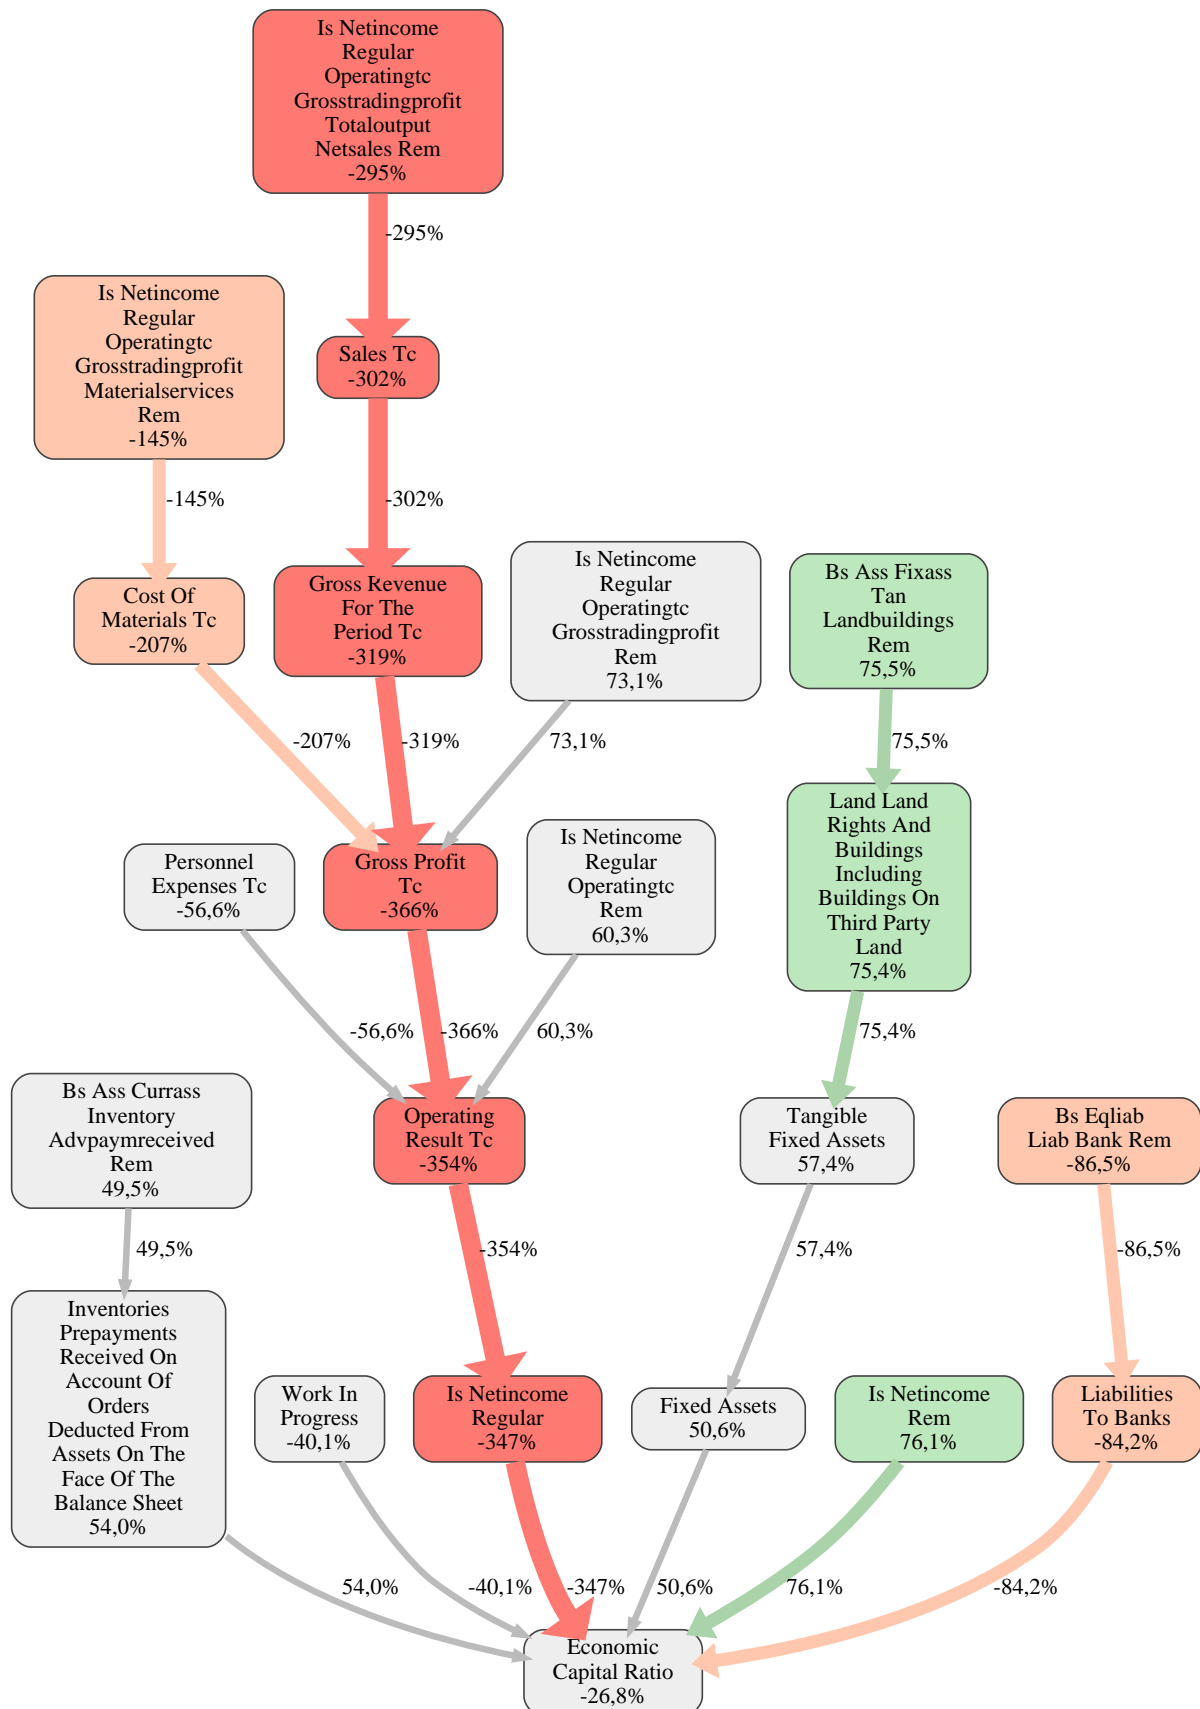 Is Netincome
Regular
Operatingtc
Grosstradingprofit
Totaloutput
Netsales Rem
-295%
-295%
Is Netincome
Regular
Operatingtc
Grosstradingprofit
Materialservices
Rem
-145%
Sales Tc
-302%
-145%
-302%
Cost Of
Materials Tc
-207%
Gross Revenue
For The
Period Tc
-319%
Is Netincome
Regular
Operatingtc
Grosstradingprofit
Rem
73,1%
Bs Ass Fixass
Tan
Landbuildings
Rem
75,5%
-207%
-319%
73,1%
75,5%
Personnel
Expenses Tc
-56,6%
Gross Profit
Tc
-366%
Is Netincome
Regular
Operatingtc
Rem
60,3%
Land Land
Rights And
Buildings
Including
Buildings On
Third Party
Land
75,4%
-56,6%
-366%
60,3%
75,4%
Bs Ass Currass
Inventory
Advpaymreceived
Rem
49,5%
Operating
Result Tc
-354%
Tangible
Fixed Assets
57,4%
Bs Eqliab
Liab Bank Rem
-86,5%
49,5%
-354%
57,4%
-86,5%
Inventories
Prepayments
Received On
Account Of
Orders
Deducted From
Assets On The
Face Of The
Balance Sheet
54,0%
Work In
Progress
-40,1%
Is Netincome
Regular
-347%
Fixed Assets
50,6%
Is Netincome
Rem
76,1%
Liabilities
To Banks
-84,2%
54,0%
-40,1%
-347%
50,6%
76,1%
-84,2%
Economic
Capital Ratio
-26,8%